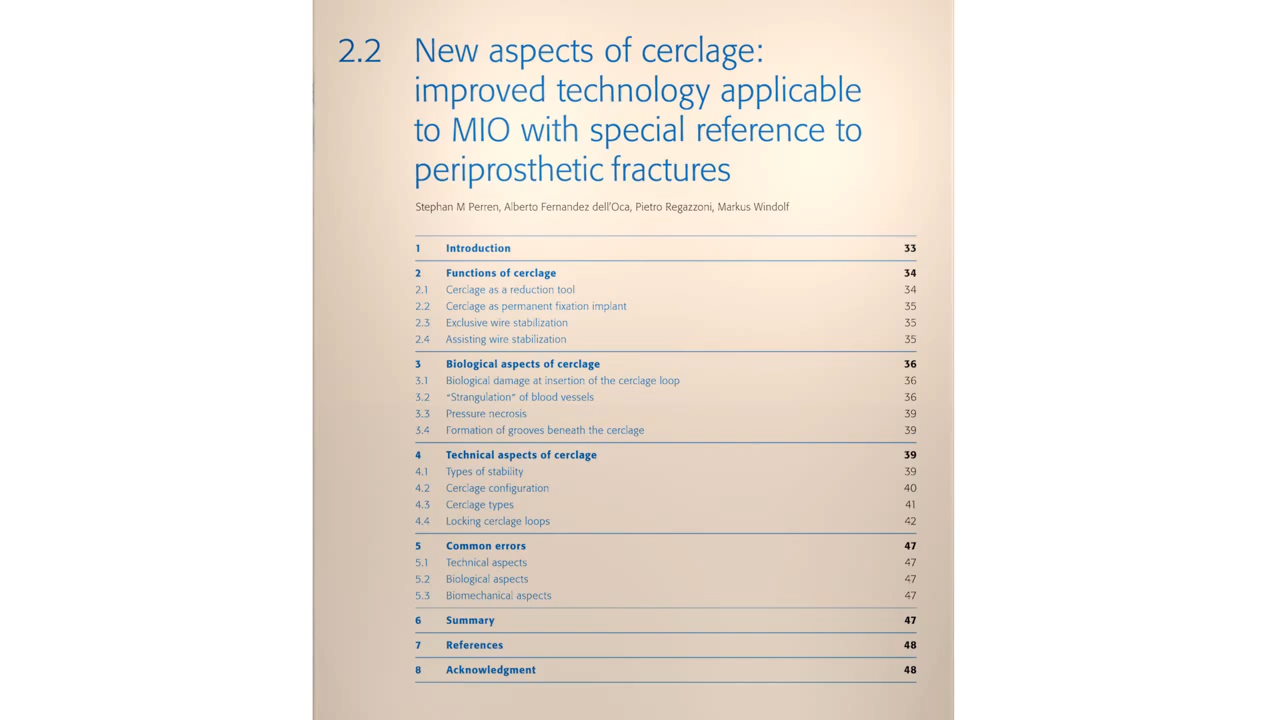 2.2 New aspects of cerclage:
improved technology applicable
to MIO with special reference to
periprosthetic fractures
Stephan M Perren, Alberto Fernandez dell'Oca, Pietro Regazzoni, Markus Windolf
1 Introduction 33
2 Functions of cerclage 34
2.1 Cerclage as a reduction tool 34
2.2 Cerclage as permanent fixation implant 35
2.3 Exclusive wire stabilization 35
2.4 Assisting wire stabilization 35
3 Biological aspects of cerclage 36
3.1 Biological damage at insertion of the cerclage loop 36
3.2 "Strangulation" of blood vessels 36
3.3 Pressure necrosis 39
3.4 Formation of grooves beneath the cerclage 39
4 Technical aspects of cerclage 39
4.1 Types of stability 39
4.2 Cerclage configuration 40
4.3 Cerclage types 41
4.4 Locking cerclage loops 42
5 Common errors 47
5.1 Technical aspects 47
5.2 Biological aspects 47
5.3 Biomechanical aspects 47
6 Summary 47
7 References 48
8 Acknowledgment 48